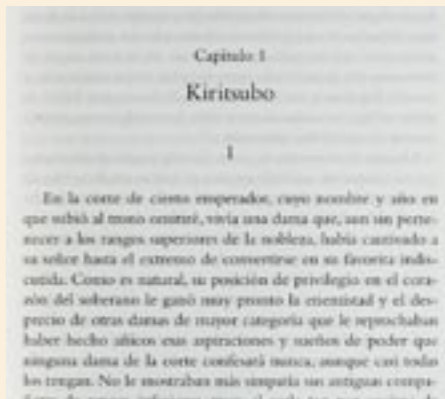 Capítulo 1
Kiritsubo
1
En la corte de cierto emperador, cuyo nombre y año en
que subió al trono omitiré, vivía una dama que, aun sin perte-
necer a los rangos superiores de la nobleza, había cautivado a
su señor hasta el extremo de convertirse en su favorita indis-
cutida. Como es natural, su posición de privilegio en el cora-
zón del soberano le ganó muy pronto la enemistad y el des-
precio de otras damas de mayor categoría que le reprochaban
haber hecho añicos esas aspiraciones y sueños de poder que
ninguna dama de la corte confesará nunca, aunque casi todas
los tengan. No le mostraban más simpatía sus antiguas compa-